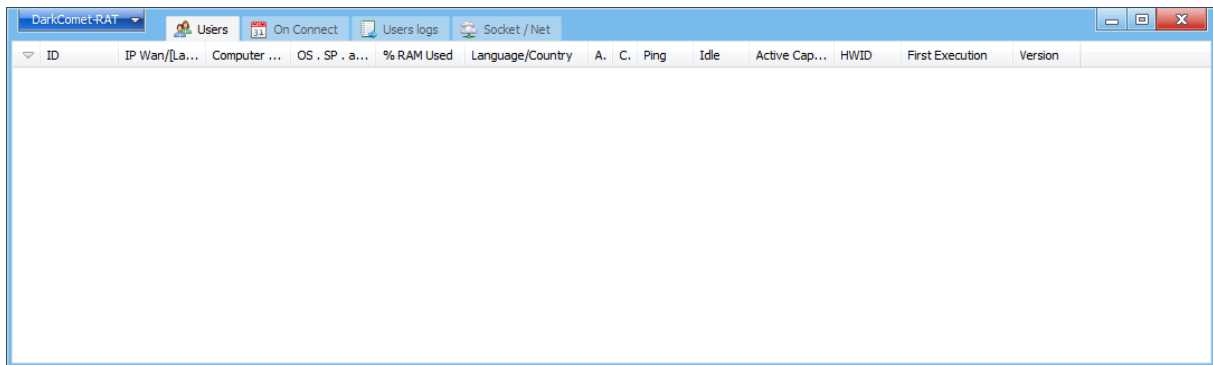 DarkComet-RAT Users On Connect Users logs Socket / Net
ID IP Wan/[La... Computer ... OS . SP . a... % RAM Used Language/Country A. C. Ping Idle Active Cap... HWID First Execution Version